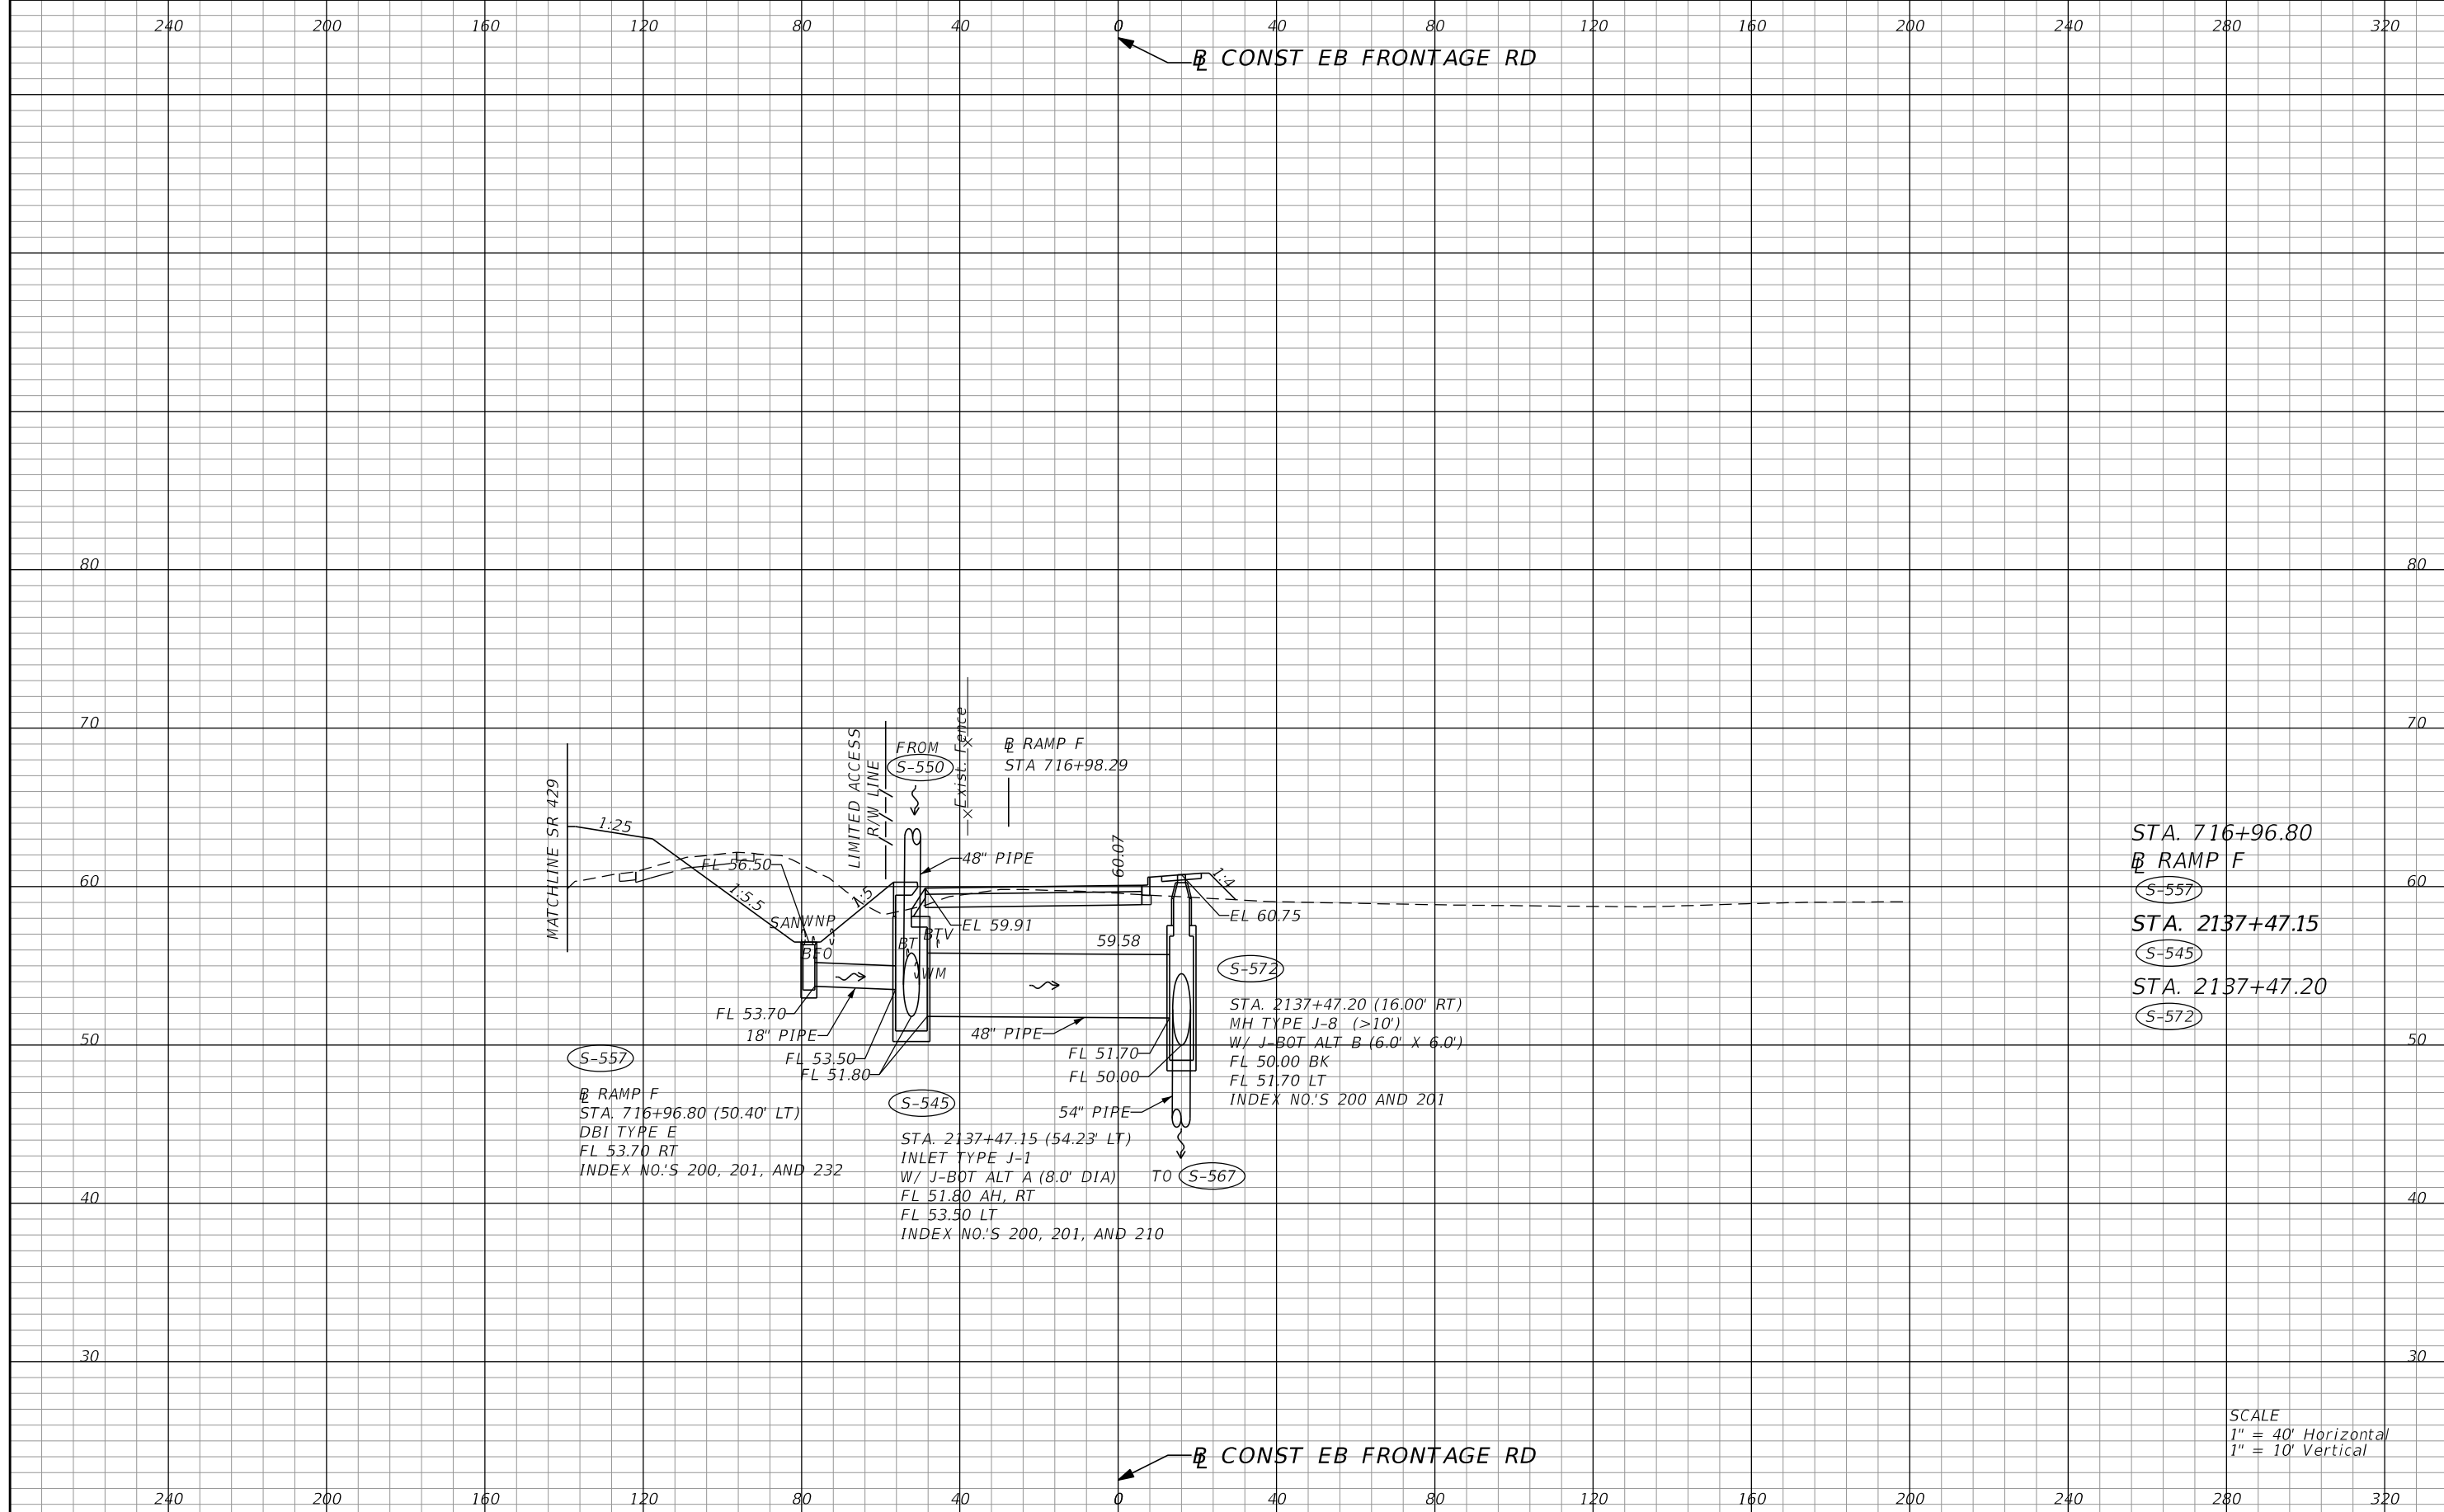 240 200 160 120 80 40 0 40 80 120 160 200 240 280 320
BL CONST EB FRONTAGE RD
80 80
70 70
60 60
50 50
40 40
30 30
MATCHLINE SR 429
1:25
FL 56.50
1:5.5
1:5
LIMITED ACCESS
R/W LINE
FROM
S-550
Exist. Fence
BL RAMP F
STA 716+98.29
48" PIPE
60.07
1:4
EL 60.75
EL 59.91
59.58
SAN
WNP
BFO
BT
BTV
WM
FL 53.70
18" PIPE
FL 53.50
FL 51.80
48" PIPE
FL 51.70
FL 50.00
54" PIPE
TO S-567
S-557
BL RAMP F
STA. 716+96.80 (50.40' LT)
DBI TYPE E
FL 53.70 RT
INDEX NO.'S 200, 201, AND 232
S-545
STA. 2137+47.15 (54.23' LT)
INLET TYPE J-1
W/ J-BOT ALT A (8.0' DIA)
FL 51.80 AH, RT
FL 53.50 LT
INDEX NO.'S 200, 201, AND 210
S-572
STA. 2137+47.20 (16.00' RT)
MH TYPE J-8 (>10')
W/ J-BOT ALT B (6.0' X 6.0')
FL 50.00 BK
FL 51.70 LT
INDEX NO.'S 200 AND 201
STA. 716+96.80
BL RAMP F
S-557
STA. 2137+47.15
S-545
STA. 2137+47.20
S-572
SCALE
1" = 40' Horizontal
1" = 10' Vertical
BL CONST EB FRONTAGE RD
240 200 160 120 80 40 0 40 80 120 160 200 240 280 320